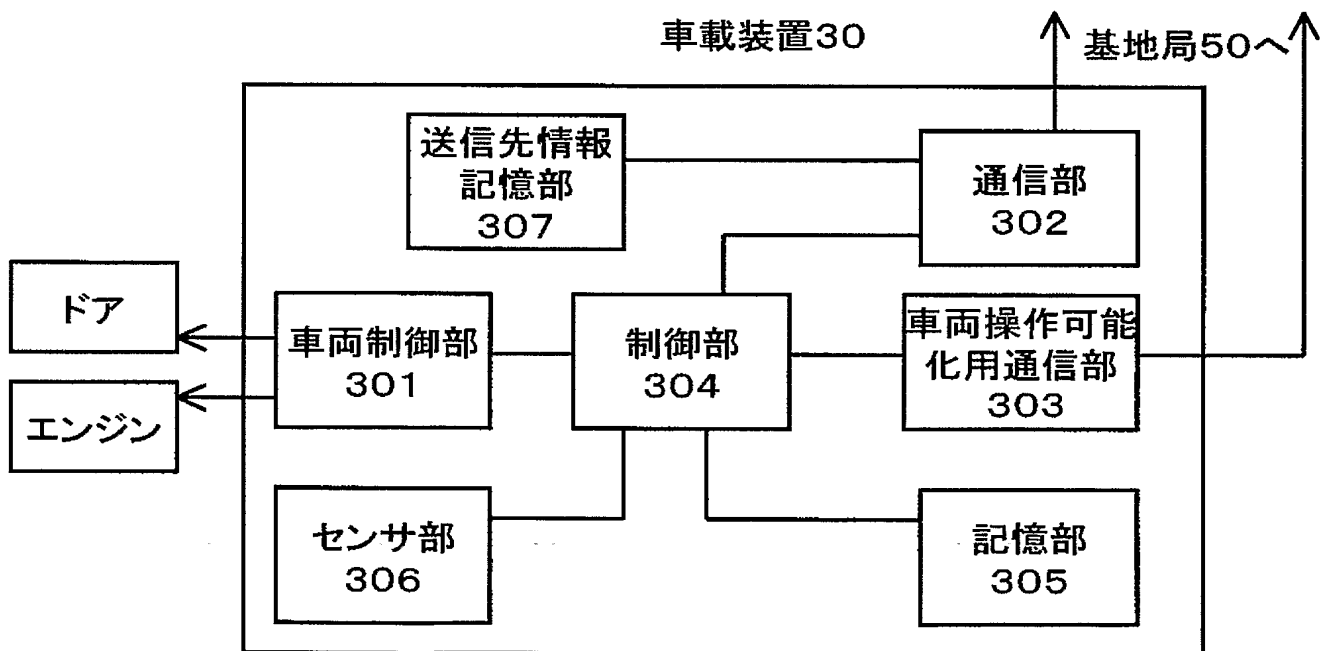 車載装置30
基地局50へ
送信先情報
記憶部
307
通信部
302
ドア
エンジン
車両制御部
301
制御部
304
車両操作可能
化用通信部
303
センサ部
306
記憶部
305